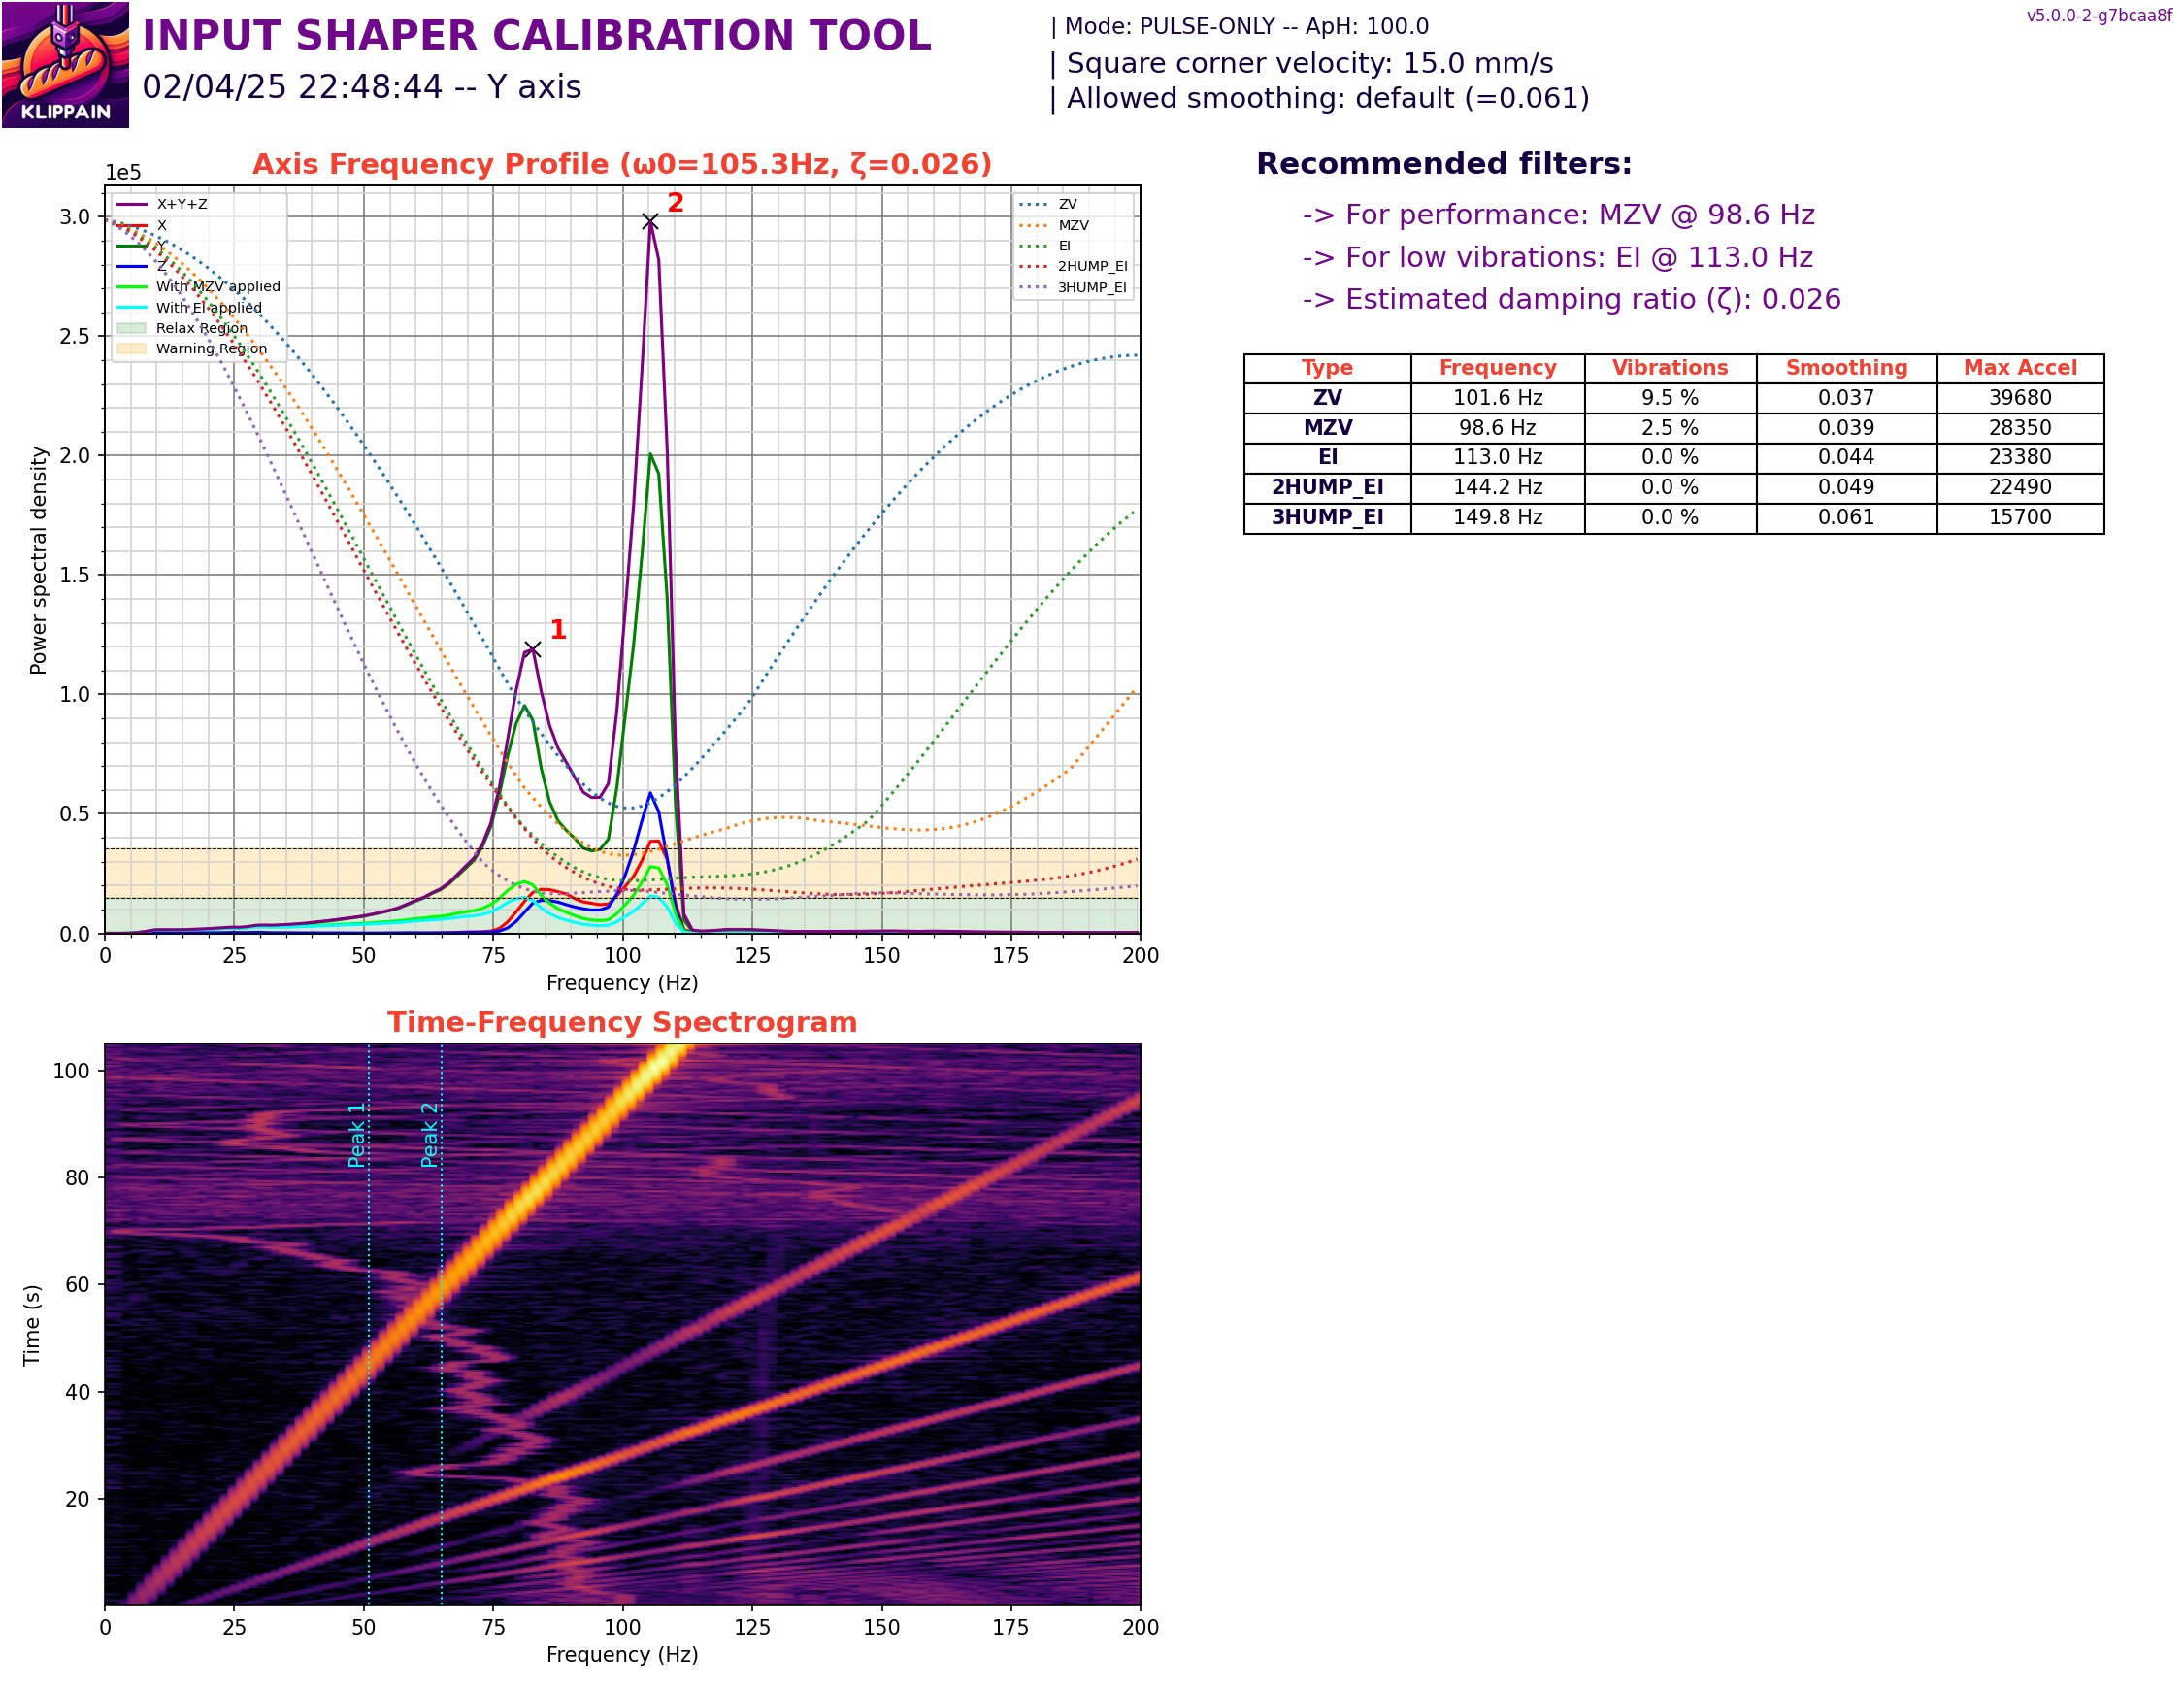 KLIPPAIN
INPUT SHAPER CALIBRATION TOOL
02/04/25 22:48:44 -- Y axis
| Mode: PULSE-ONLY -- ApH: 100.0
| Square corner velocity: 15.0 mm/s
| Allowed smoothing: default (=0.061)
v5.0.0-2-g7bcaa8f
Axis Frequency Profile (ω0=105.3Hz, ζ=0.026)
1e5
X+Y+Z
X
Y
Z
With MZV applied
With EI applied
Relax Region
Warning Region
ZV
MZV
EI
2HUMP_EI
3HUMP_EI
1
2
Power spectral density
3.0
2.5
2.0
1.5
1.0
0.5
0.0
0 25 50 75 100 125 150 175 200
Frequency (Hz)
Recommended filters:
-> For performance: MZV @ 98.6 Hz
-> For low vibrations: EI @ 113.0 Hz
-> Estimated damping ratio (ζ): 0.026
Type Frequency Vibrations Smoothing Max Accel
ZV 101.6 Hz 9.5 % 0.037 39680
MZV 98.6 Hz 2.5 % 0.039 28350
EI 113.0 Hz 0.0 % 0.044 23380
2HUMP_EI 144.2 Hz 0.0 % 0.049 22490
3HUMP_EI 149.8 Hz 0.0 % 0.061 15700
Time-Frequency Spectrogram
Peak 1
Peak 2
Time (s)
100
80
60
40
20
0 25 50 75 100 125 150 175 200
Frequency (Hz)